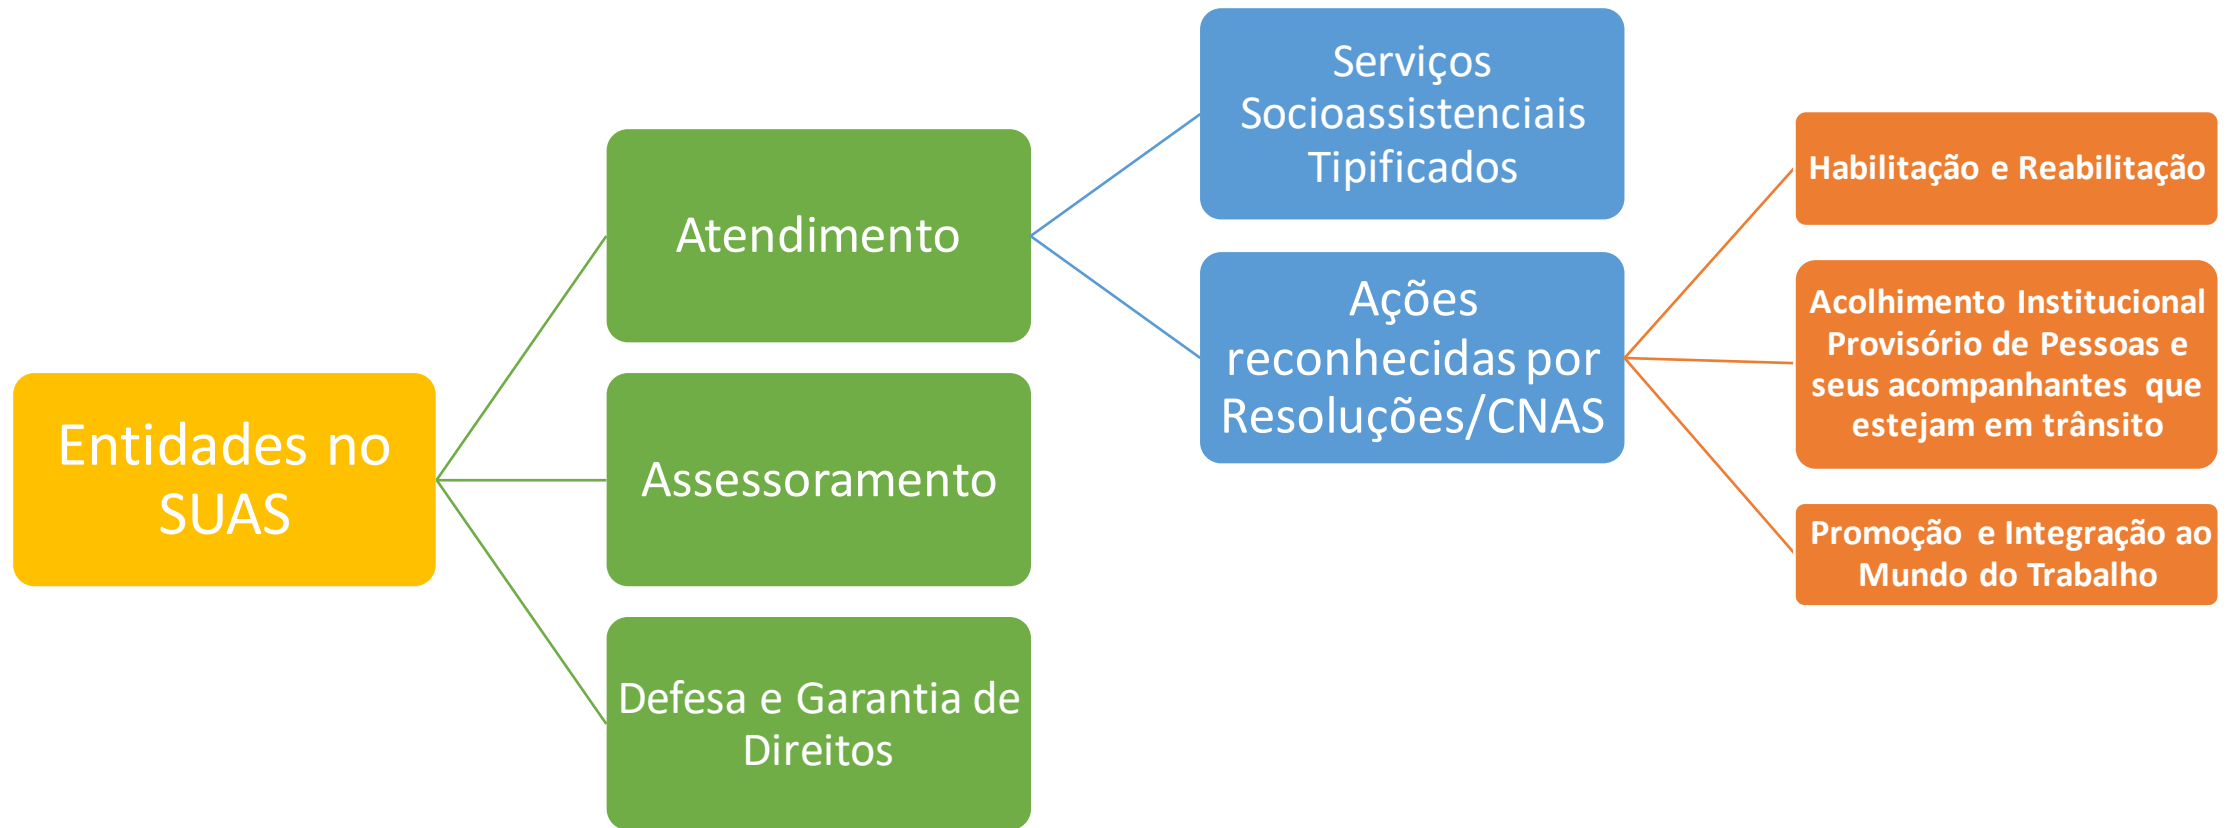 Entidades no
SUAS
Atendimento
Assessoramento
Defesa e Garantia de
Direitos
Serviços
Socioassistenciais
Tipificados
Ações
reconhecidas por
Resoluções/CNAS
Habilitação e Reabilitação
Acolhimento Institucional
Provisório de Pessoas e
seus acompanhantes que
estejam em trânsito
Promoção e Integração ao
Mundo do Trabalho